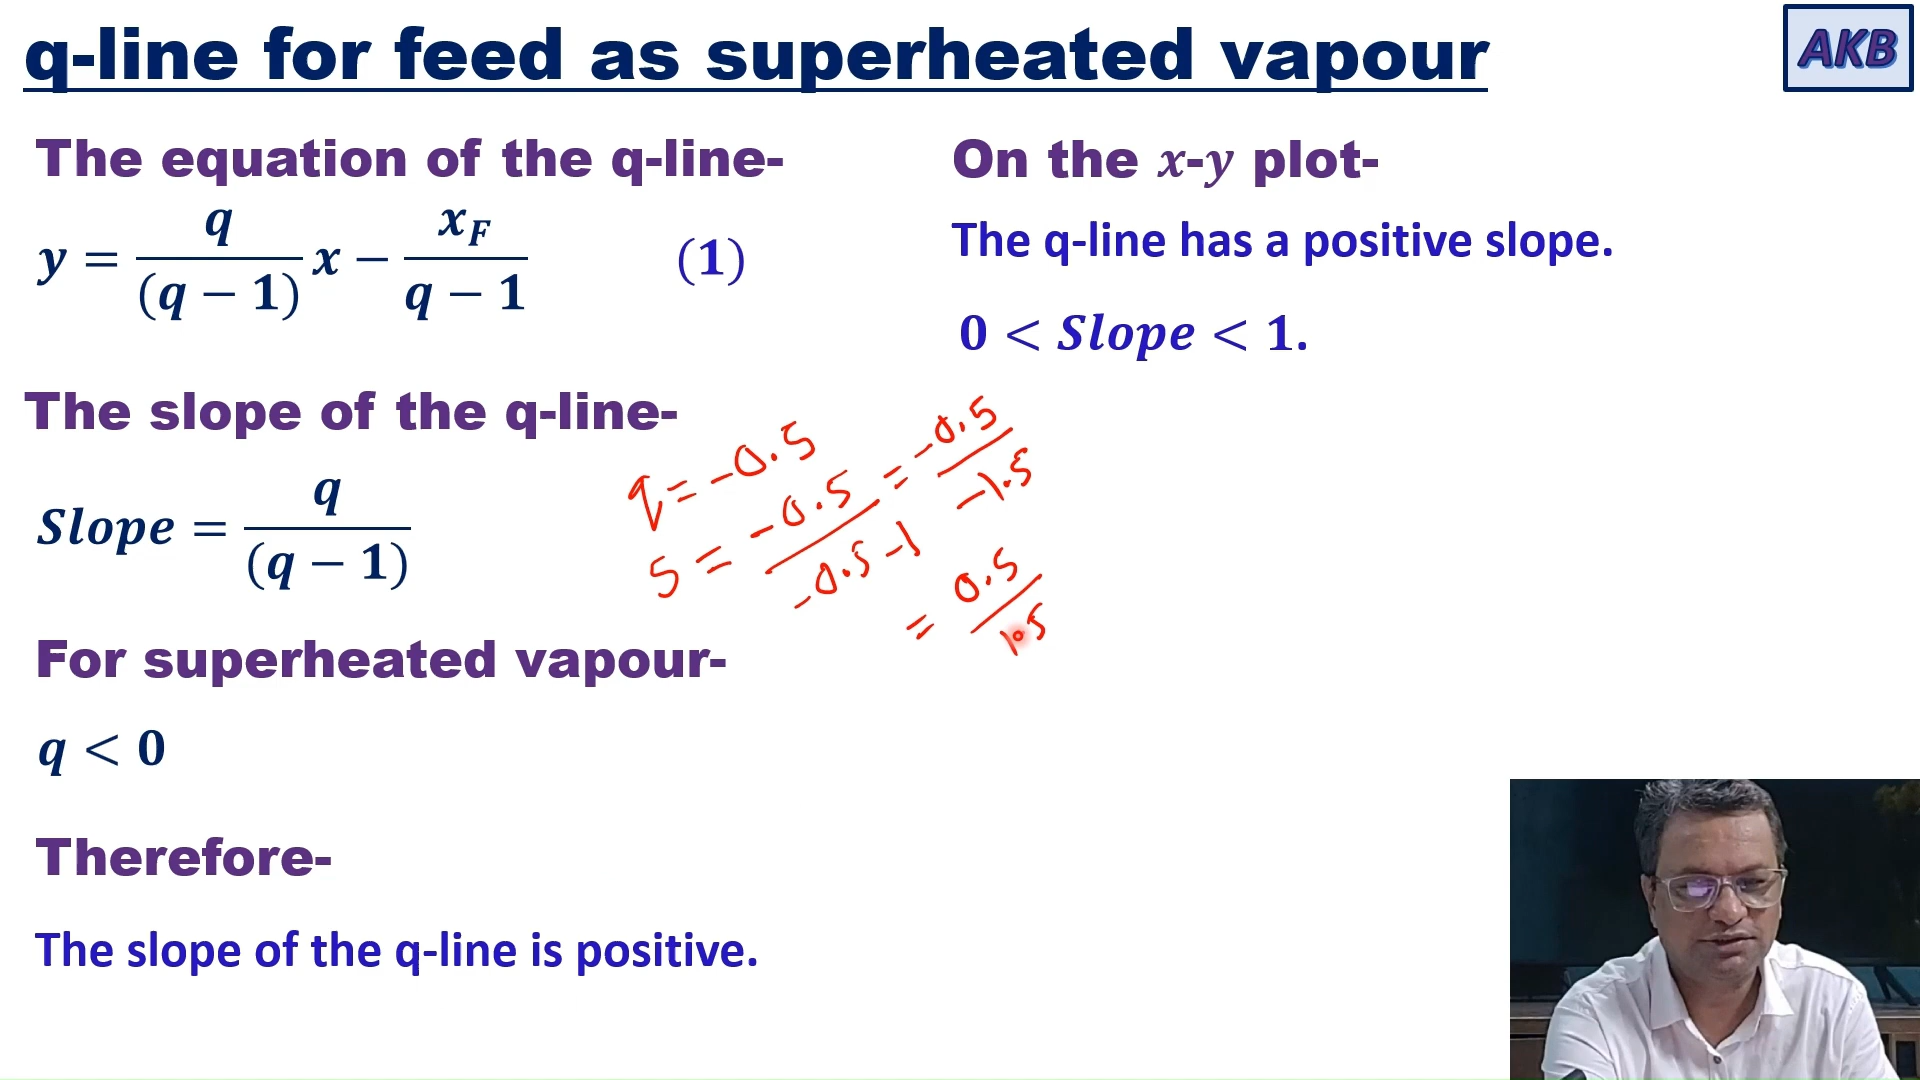 q-line for feed as superheated vapour
AKB
The equation of the q-line-
y = q/(q − 1) x − x_F/(q − 1) (1)
The slope of the q-line-
Slope = q/(q − 1)
For superheated vapour-
q < 0
Therefore-
The slope of the q-line is positive.
On the x-y plot-
The q-line has a positive slope.
0 < Slope < 1.
q = -0.5
S = -0.5/-0.5-1 = -0.5/-1.5
= 0.5/1.5